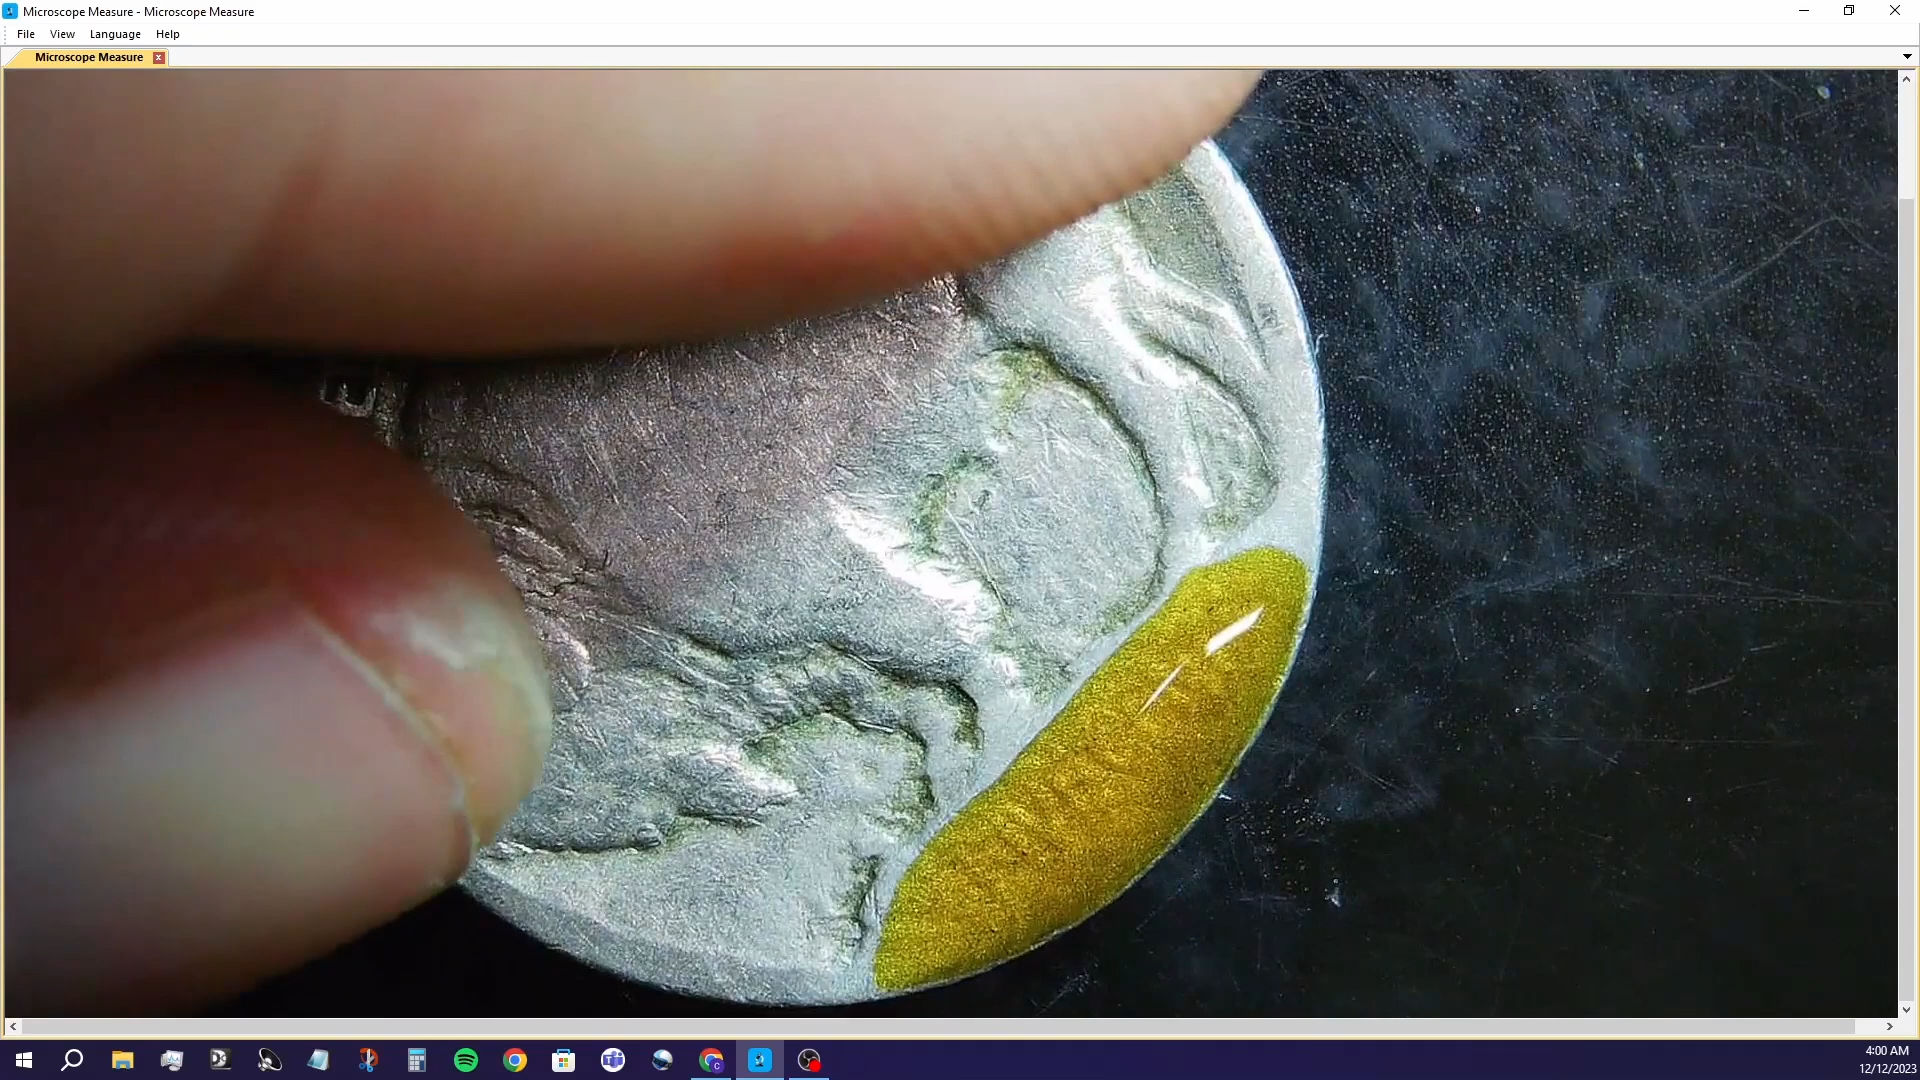 Microscope Measure - Microscope Measure
File View Language Help
Microscope Measure
4:00 AM
12/12/2023